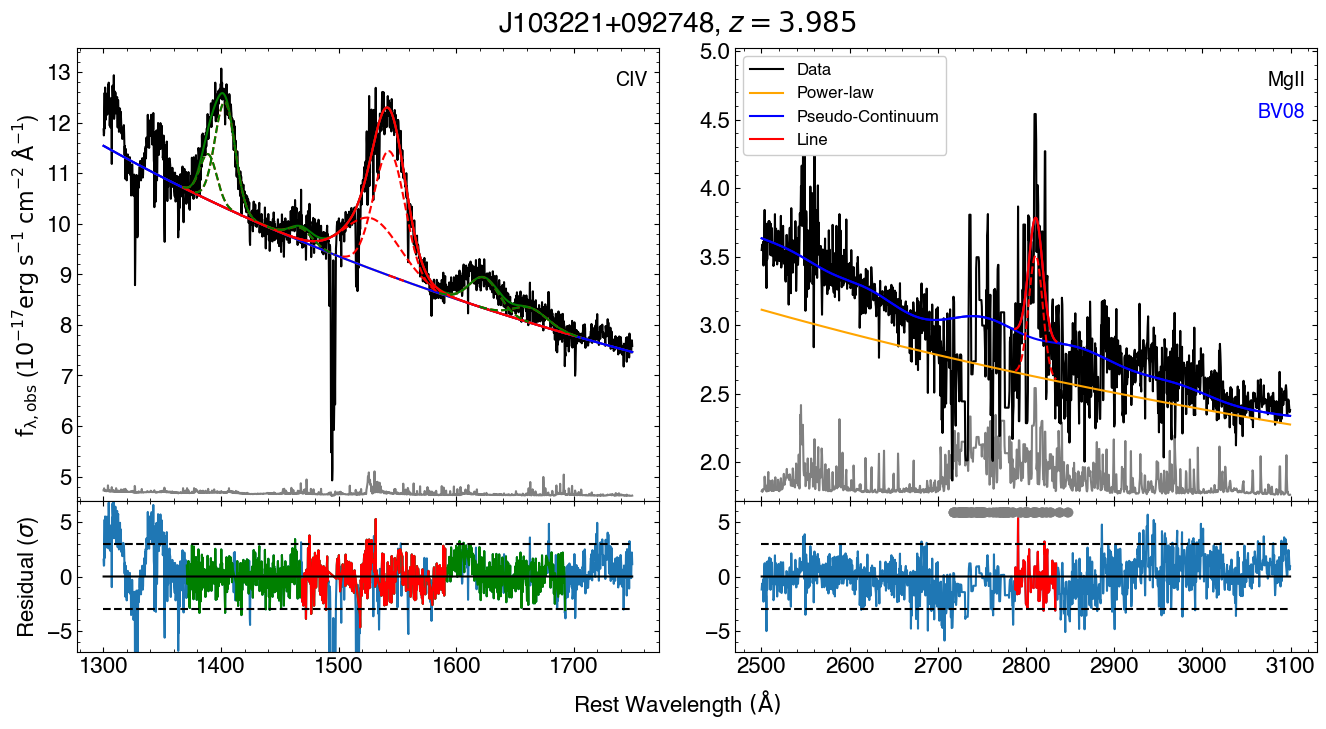 J103221+092748, z = 3.985
CIV
13
12
11
10
9
8
7
6
5
f_λ,obs (10⁻¹⁷ erg s⁻¹ cm⁻² Å⁻¹)
5
0
−5
Residual (σ)
1300 1400 1500 1600 1700
Data
Power-law
Pseudo-Continuum
Line
MgII
BV08
5.0
4.5
4.0
3.5
3.0
2.5
2.0
5
0
−5
2500 2600 2700 2800 2900 3000 3100
Rest Wavelength (Å)